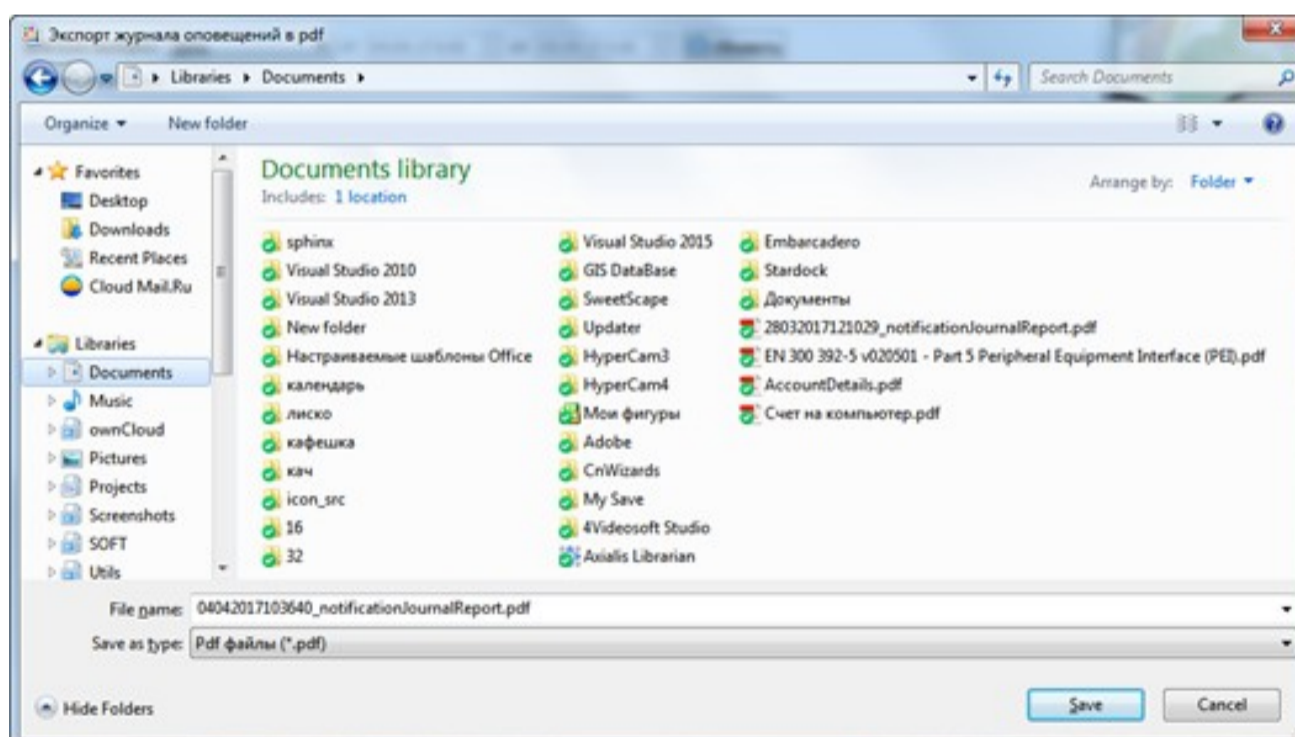 Экспорт журнала оповещений в pdf
Libraries Documents
Search Documents
Organize New folder
Favorites
Desktop
Downloads
Recent Places
Cloud Mail.Ru
Libraries
Documents
Music
ownCloud
Pictures
Projects
Screenshots
SOFT
Utils
Documents library
Includes: 1 location
Arrange by: Folder
sphinx
Visual Studio 2010
Visual Studio 2013
New folder
Настраиваемые шаблоны Office
календарь
лиско
кафешка
кач
icon_src
16
32
Visual Studio 2015
GIS DataBase
SweetScape
Updater
HyperCam3
HyperCam4
Мои фигуры
Adobe
CnWizards
My Save
4Videosoft Studio
Axialis Librarian
Embarcadero
Stardock
Документы
28032017121029_notificationJournalReport.pdf
EN 300 392-5 v020501 - Part 5 Peripheral Equipment Interface (PEI).pdf
AccountDetails.pdf
Счет на компьютер.pdf
File name: 04042017103640_notificationJournalReport.pdf
Save as type: Pdf файлы (*.pdf)
Hide Folders
Save Cancel